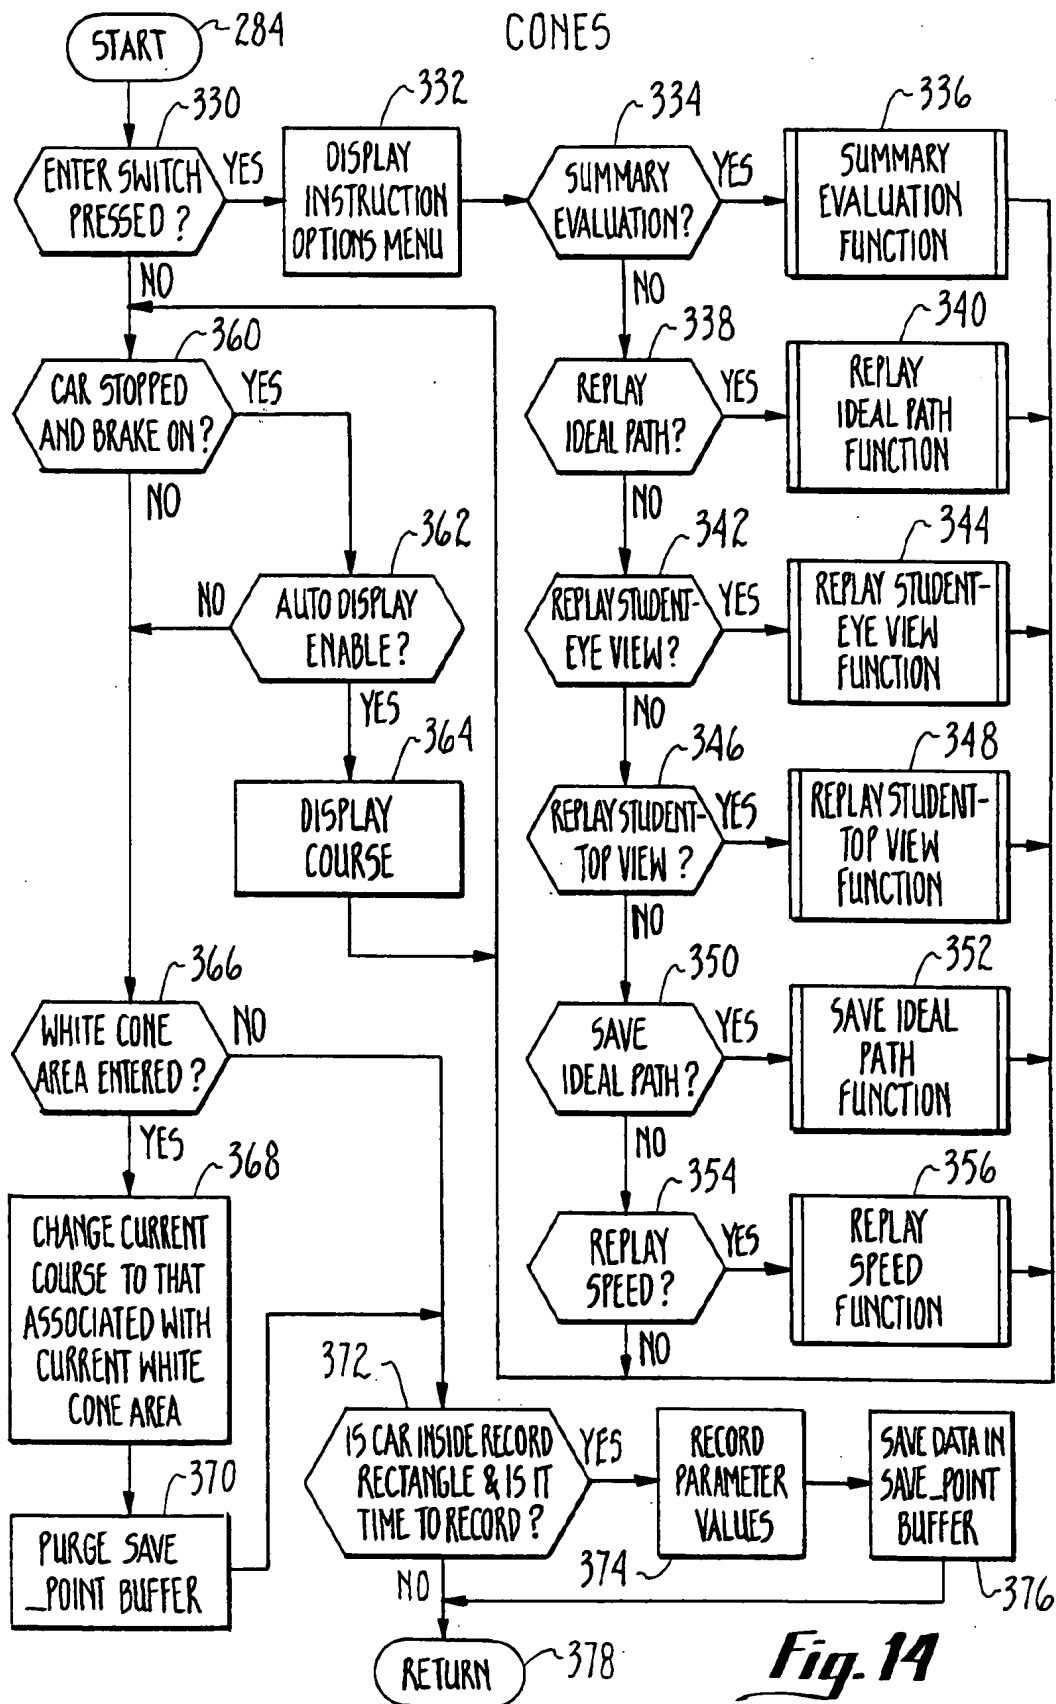 CONES
START
284
330
ENTER SWITCH
PRESSED?
YES
NO
332
DISPLAY
INSTRUCTION
OPTIONS MENU
334
SUMMARY
EVALUATION?
YES
NO
336
SUMMARY
EVALUATION
FUNCTION
338
REPLAY
IDEAL PATH?
YES
NO
340
REPLAY
IDEAL PATH
FUNCTION
342
REPLAY STUDENT-
EYE VIEW?
YES
NO
344
REPLAY STUDENT-
EYE VIEW
FUNCTION
346
REPLAY STUDENT-
TOP VIEW?
YES
NO
348
REPLAY STUDENT-
TOP VIEW
FUNCTION
350
SAVE
IDEAL PATH?
YES
NO
352
SAVE IDEAL
PATH
FUNCTION
354
REPLAY
SPEED?
YES
NO
356
REPLAY
SPEED
FUNCTION
360
CAR STOPPED
AND BRAKE ON?
YES
NO
362
AUTO DISPLAY
ENABLE?
NO
YES
364
DISPLAY
COURSE
366
WHITE CONE
AREA ENTERED?
NO
YES
368
CHANGE CURRENT
COURSE TO THAT
ASSOCIATED WITH
CURRENT WHITE
CONE AREA
370
PURGE SAVE
_POINT BUFFER
372
IS CAR INSIDE RECORD
RECTANGLE & IS IT
TIME TO RECORD?
YES
NO
RECORD
PARAMETER
VALUES
374
SAVE DATA IN
SAVE_POINT
BUFFER
376
RETURN
378
Fig. 14